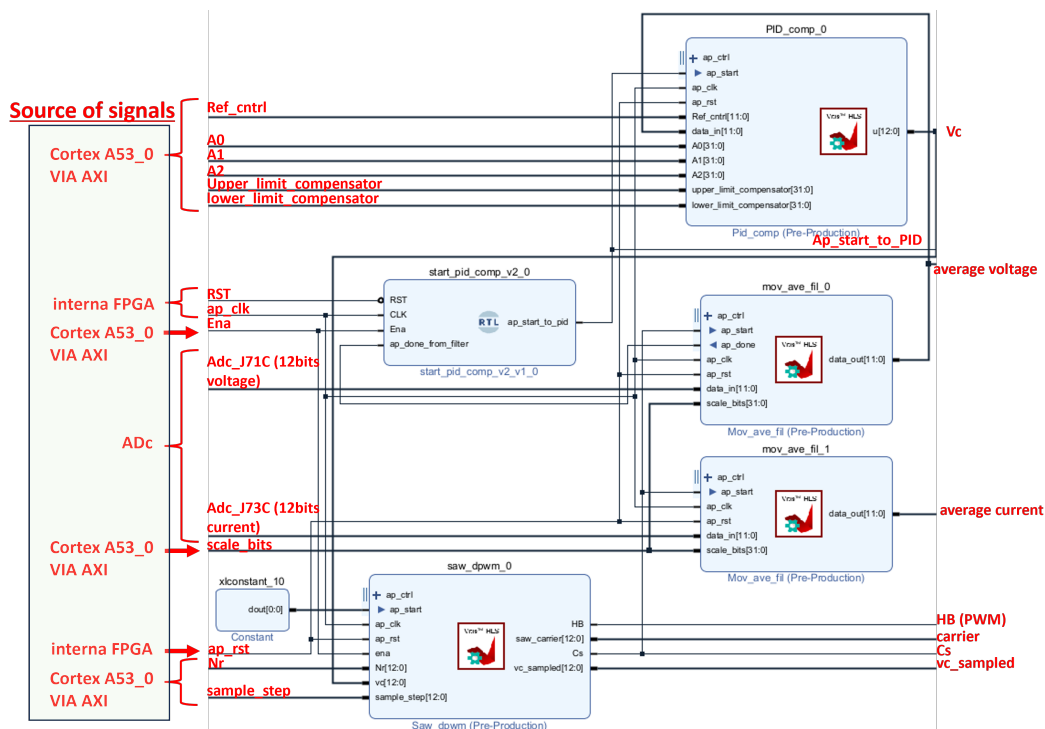 Source of signals
Cortex A53_0
VIA AXI
interna FPGA
Cortex A53_0
VIA AXI
ADc
Cortex A53_0
VIA AXI
interna FPGA
Cortex A53_0
VIA AXI
Ref_cntrl
A0
A1
A2
Upper_limit_compensator
lower_limit_compensator
RST
ap_clk
Ena
Adc_J71C (12bits
voltage)
Adc_J73C (12bits
current)
scale_bits
ap_rst
Nr
sample_step
PID_comp_0
ap_ctrl
ap_start
ap_clk
ap_rst
Ref_cntrl[11:0]
data_in[11:0]
A0[31:0]
A1[31:0]
A2[31:0]
upper_limit_compensator[31:0]
lower_limit_compensator[31:0]
Vitis™ HLS
u[12:0]
Pid_comp (Pre-Production)
Vc
Ap_start_to_PID
average voltage
start_pid_comp_v2_0
RST
CLK
Ena
ap_done_from_filter
RTL
ap_start_to_pid
start_pid_comp_v2_v1_0
mov_ave_fil_0
ap_ctrl
ap_start
ap_done
ap_clk
ap_rst
data_in[11:0]
scale_bits[31:0]
Vitis™ HLS
data_out[11:0]
Mov_ave_fil (Pre-Production)
mov_ave_fil_1
ap_ctrl
ap_start
ap_clk
ap_rst
data_in[11:0]
scale_bits[31:0]
Vitis™ HLS
data_out[11:0]
Mov_ave_fil (Pre-Production)
average current
xlconstant_10
dout[0:0]
Constant
saw_dpwm_0
ap_ctrl
ap_start
ap_clk
ap_rst
ena
Nr[12:0]
vc[12:0]
sample_step[12:0]
Vitis™ HLS
HB
saw_carrier[12:0]
Cs
vc_sampled[12:0]
Saw_dpwm (Pre-Production)
HB (PWM)
carrier
Cs
vc_sampled